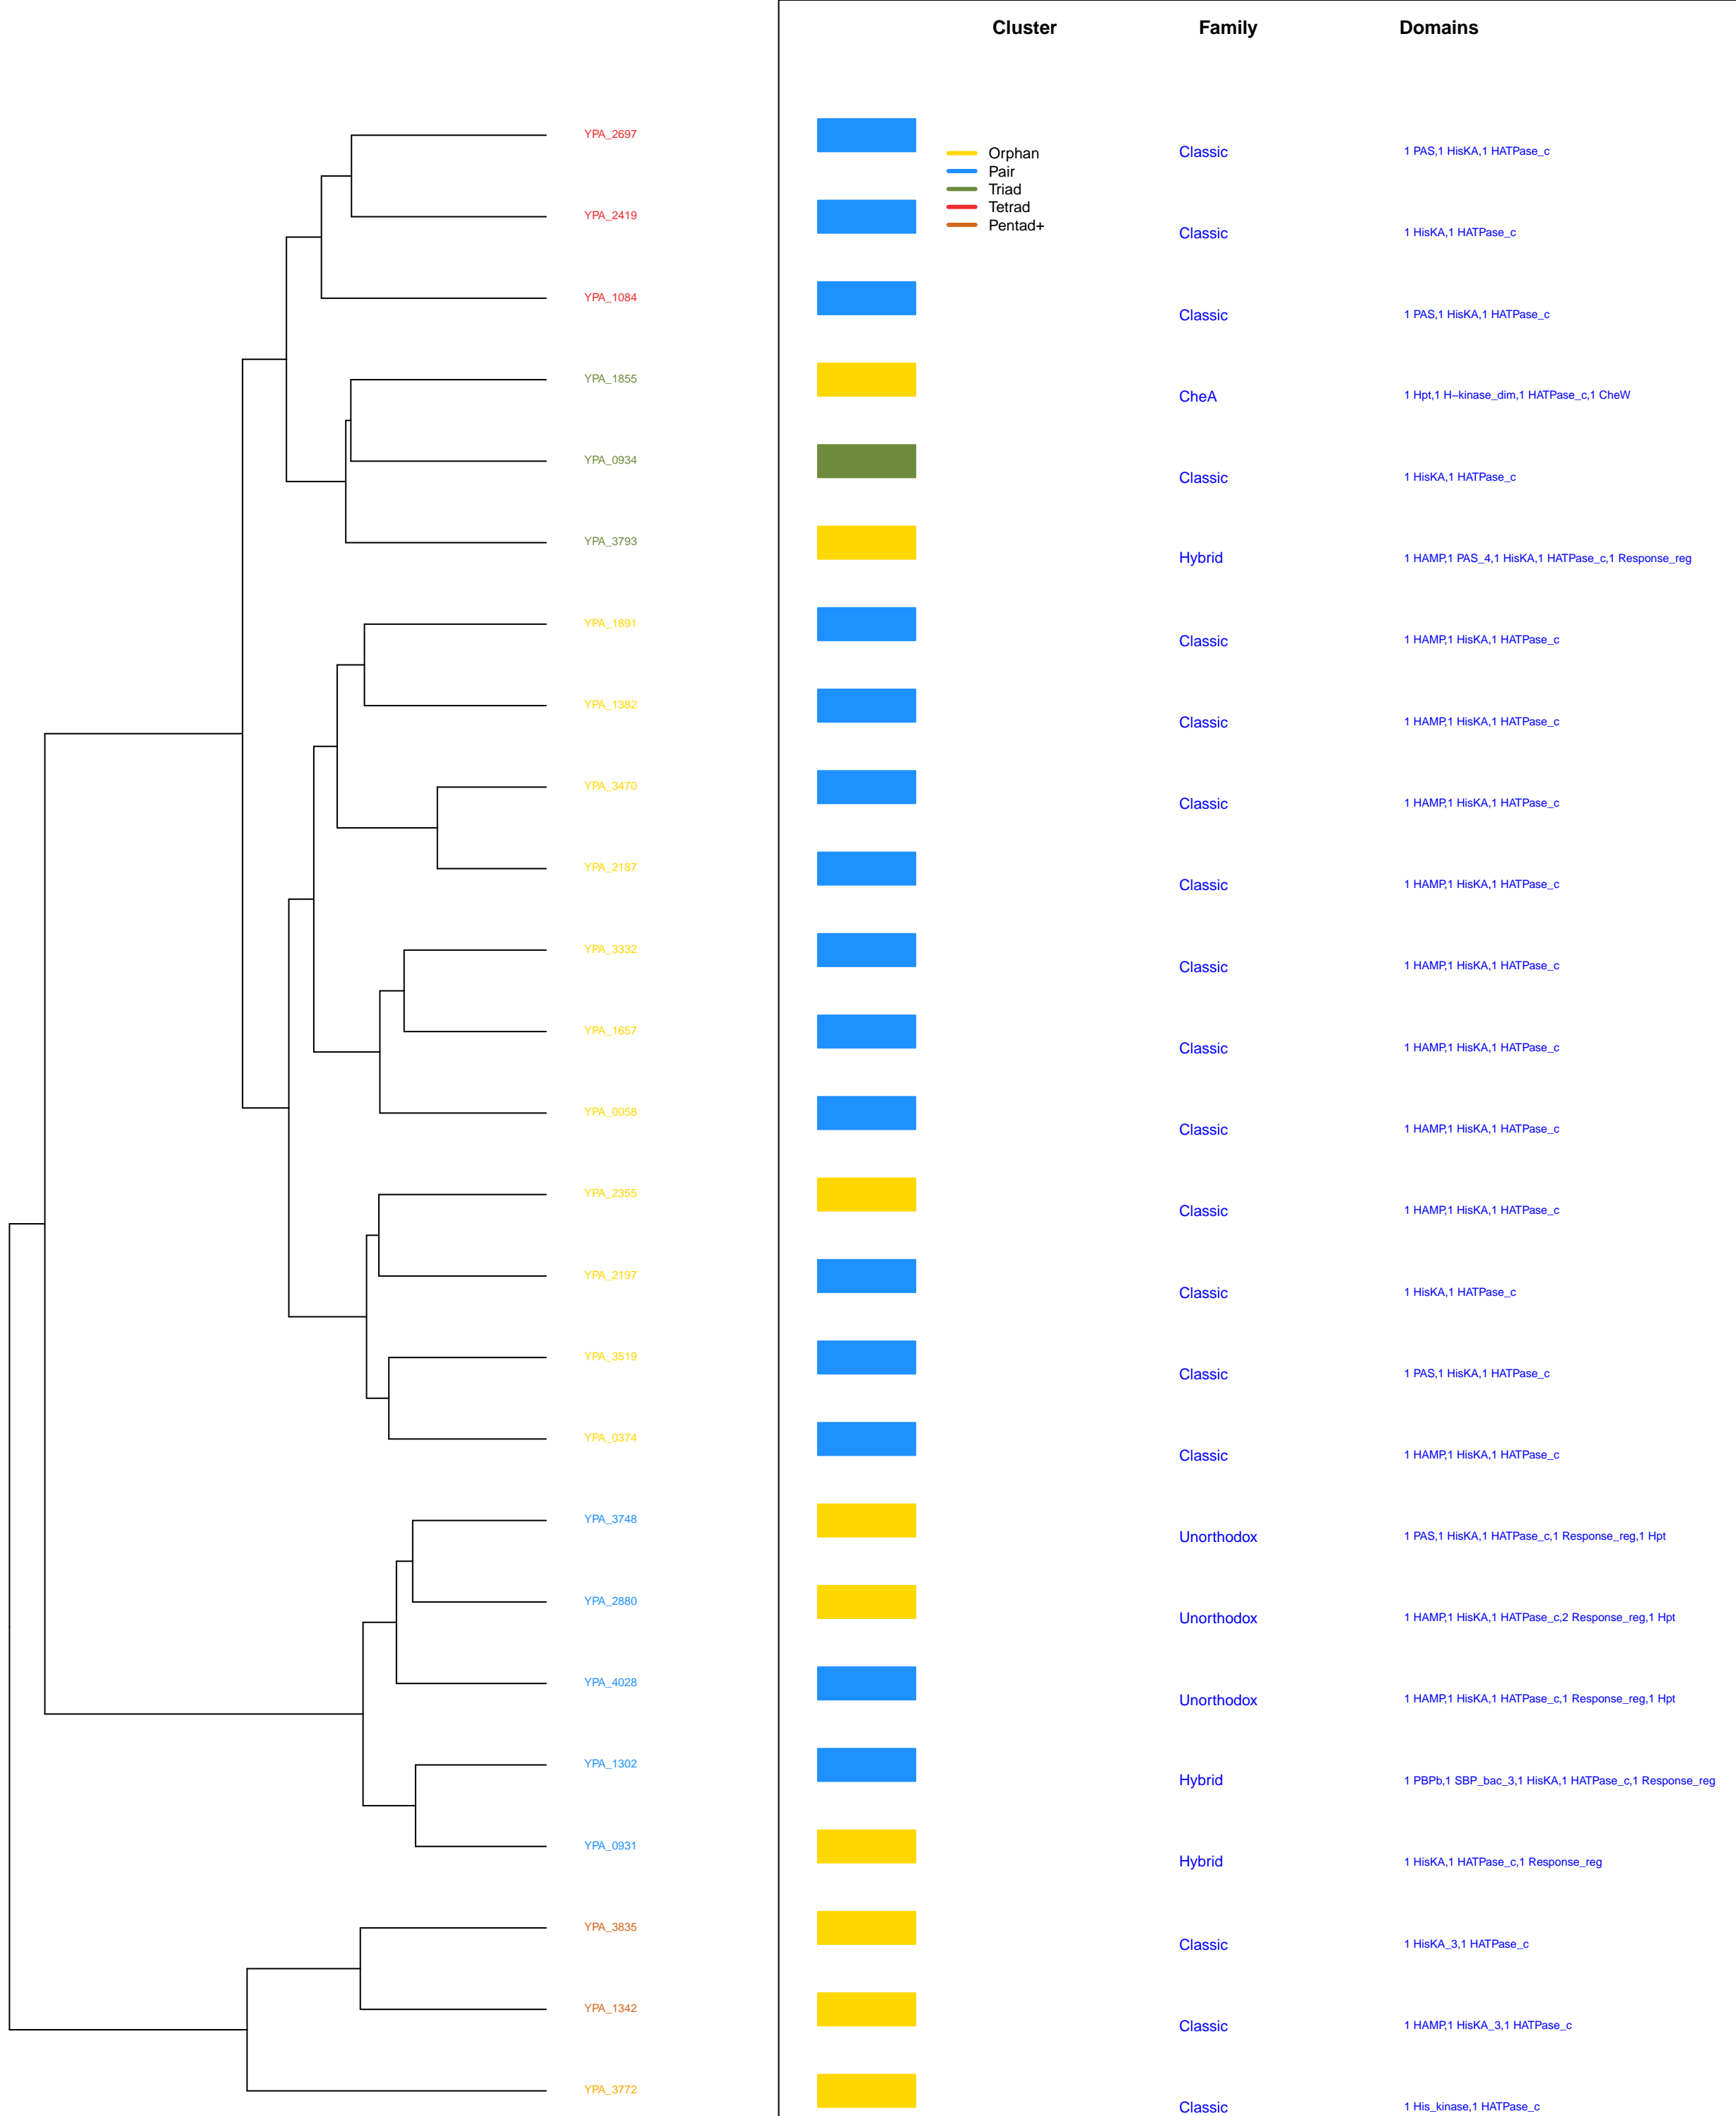 Cluster Family Domains
YPA_2697
Orphan
Classic 1 PAS,1 HisKA,1 HATPase_c
Pair
Triad
Tetrad
YPA_2419
Pentad+
Classic 1 HisKA,1 HATPase_c
YPA_1084
Classic 1 PAS,1 HisKA,1 HATPase_c
YPA_1855
CheA 1 Hpt,1 H−kinase_dim,1 HATPase_c,1 CheW
YPA_0934
Classic 1 HisKA,1 HATPase_c
YPA_3793
Hybrid 1 HAMP,1 PAS_4,1 HisKA,1 HATPase_c,1 Response_reg
YPA_1891
Classic 1 HAMP,1 HisKA,1 HATPase_c
YPA_1382
Classic 1 HAMP,1 HisKA,1 HATPase_c
YPA_3470
Classic 1 HAMP,1 HisKA,1 HATPase_c
YPA_2187
Classic 1 HAMP,1 HisKA,1 HATPase_c
YPA_3332
Classic 1 HAMP,1 HisKA,1 HATPase_c
YPA_1657
Classic 1 HAMP,1 HisKA,1 HATPase_c
YPA_0058
Classic 1 HAMP,1 HisKA,1 HATPase_c
YPA_2355
Classic 1 HAMP,1 HisKA,1 HATPase_c
YPA_2197
Classic 1 HisKA,1 HATPase_c
YPA_3519
Classic 1 PAS,1 HisKA,1 HATPase_c
YPA_0374
Classic 1 HAMP,1 HisKA,1 HATPase_c
YPA_3748
Unorthodox 1 PAS,1 HisKA,1 HATPase_c,1 Response_reg,1 Hpt
YPA_2880
Unorthodox 1 HAMP,1 HisKA,1 HATPase_c,2 Response_reg,1 Hpt
YPA_4028
Unorthodox 1 HAMP,1 HisKA,1 HATPase_c,1 Response_reg,1 Hpt
YPA_1302
Hybrid 1 PBPb,1 SBP_bac_3,1 HisKA,1 HATPase_c,1 Response_reg
YPA_0931
Hybrid 1 HisKA,1 HATPase_c,1 Response_reg
YPA_3835
Classic 1 HisKA_3,1 HATPase_c
YPA_1342
Classic 1 HAMP,1 HisKA_3,1 HATPase_c
YPA_3772
Classic 1 His_kinase,1 HATPase_c